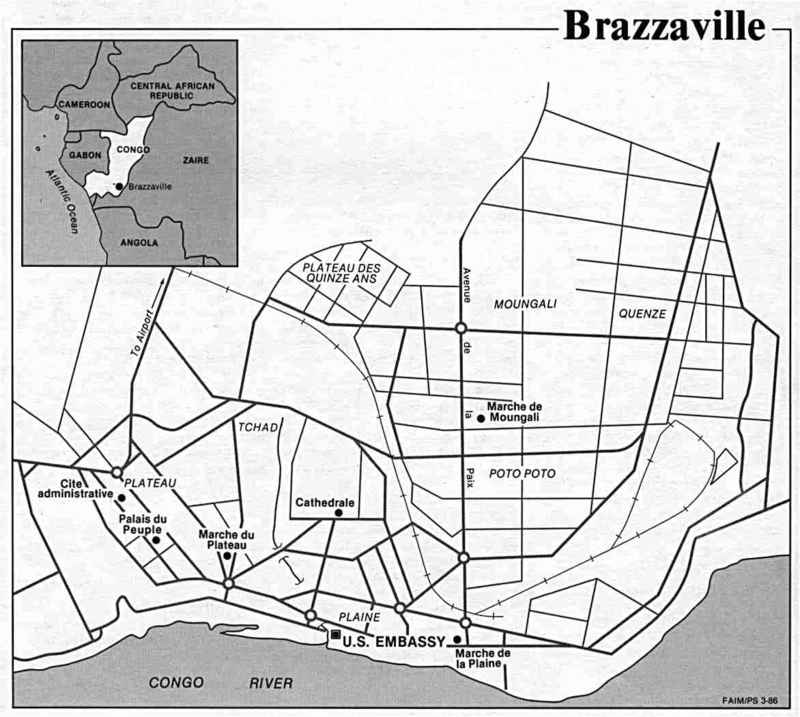 Brazzaville
CENTRAL AFRICAN
REPUBLIC
CAMEROON
GABON
CONGO
ZAIRE
Brazzaville
Atlantic Ocean
ANGOLA
PLATEAU DES
QUINZE ANS
Avenue
de
la
Paix
MOUNGALI
QUENZE
To Airport
Marche de
Moungali
TCHAD
POTO POTO
Cite
administrative
PLATEAU
Palais du
Peuple
Cathedrale
Marche du
Plateau
PLAINE
U.S. EMBASSY
Marche de
la Plaine
CONGO RIVER
FAIM/PS 3-86